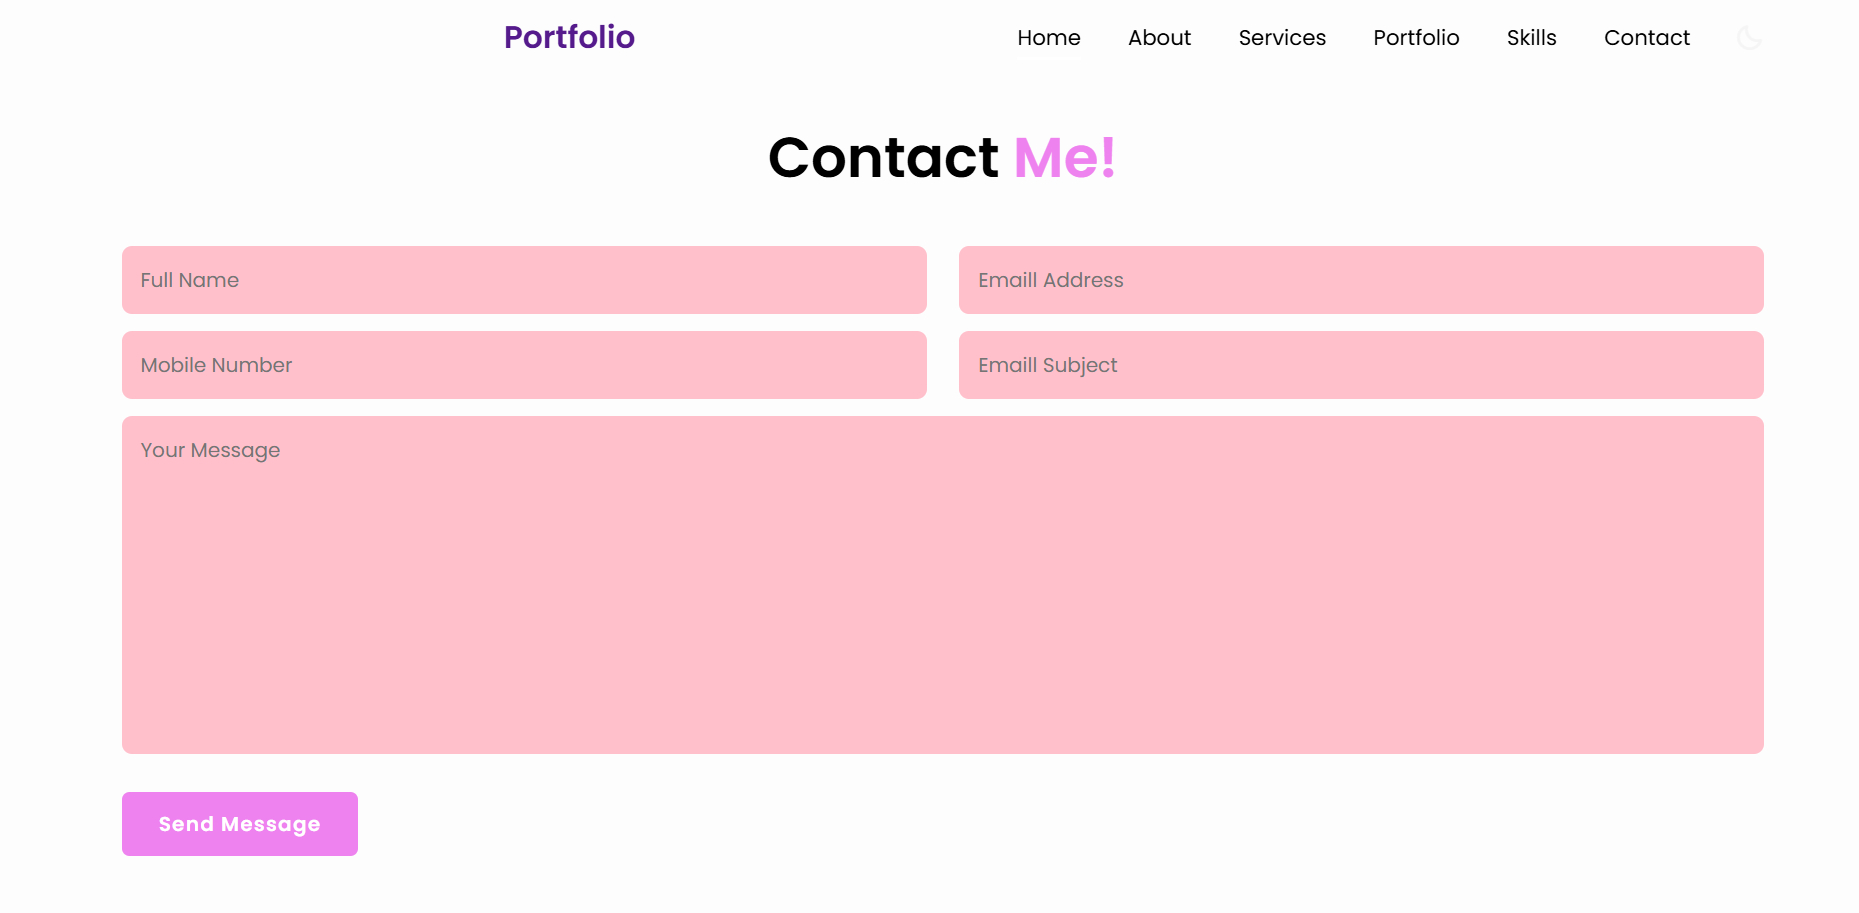 Portfolio Home About Services Portfolio Skills Contact
Contact Me!
Full Name
Emaill Address
Mobile Number
Emaill Subject
Your Message
Send Message